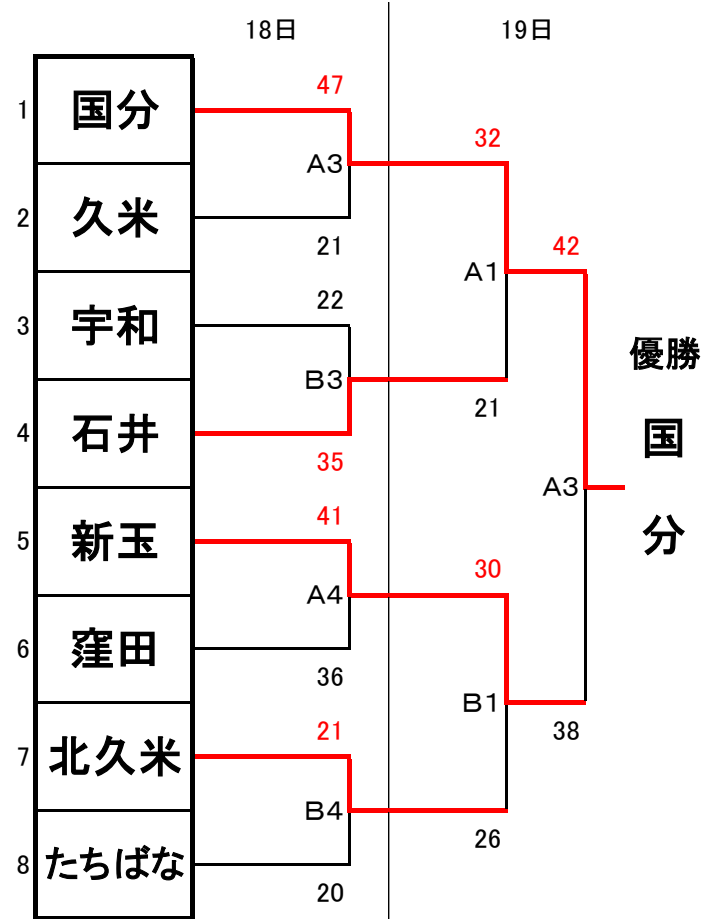 18日 19日
1 国分 47
A3 32
2 久米 21
A1 42
3 宇和 22
B3 21
4 石井 35
A3
優勝
国
分
5 新玉 41
A4 30
6 窪田 36
B1 38
7 北久米 21
B4 26
8 たちばな 20